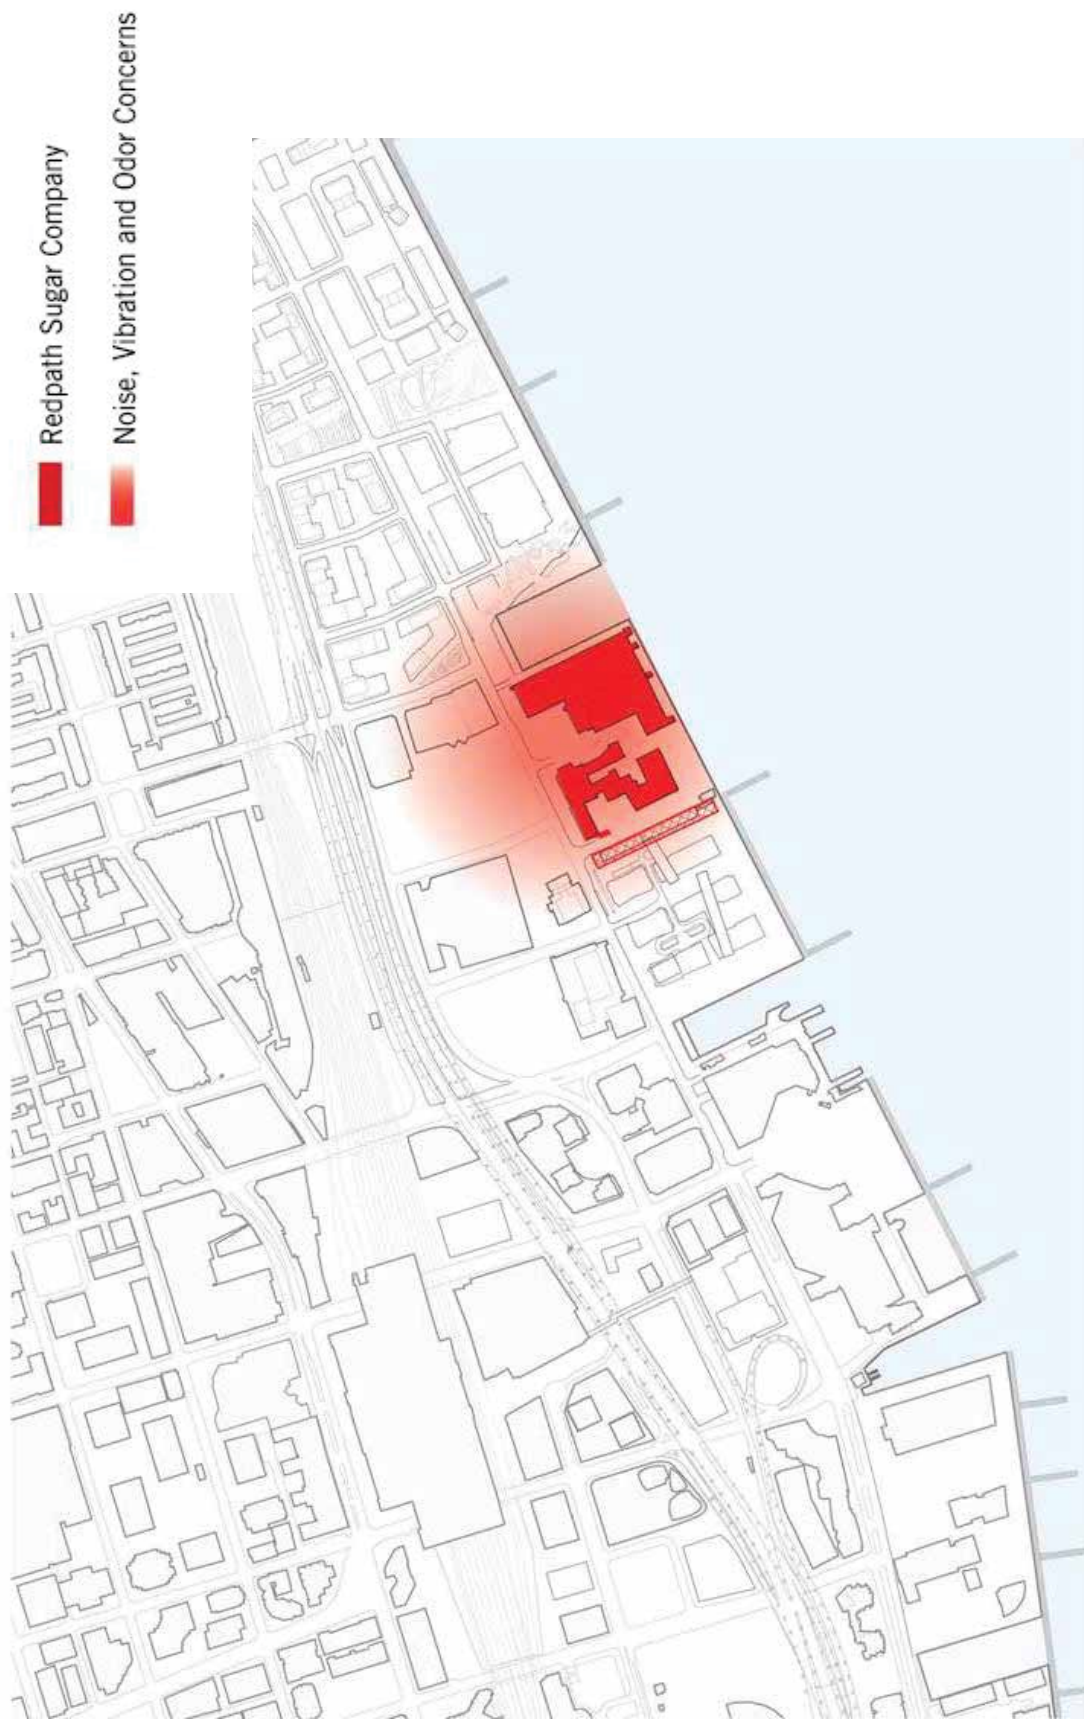 Redpath Sugar Company
Noise, Vibration and Odor Concerns